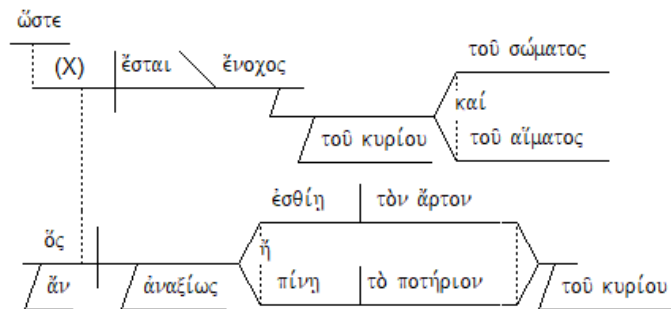 ὥστε
(X) ἔσται ἔνοχος τοῦ σώματος
καί
τοῦ κυρίου τοῦ αἵματος
ἐσθίῃ τὸν ἄρτον
ὅς ἤ
ἄν ἀναξίως πίνῃ τὸ ποτήριον τοῦ κυρίου